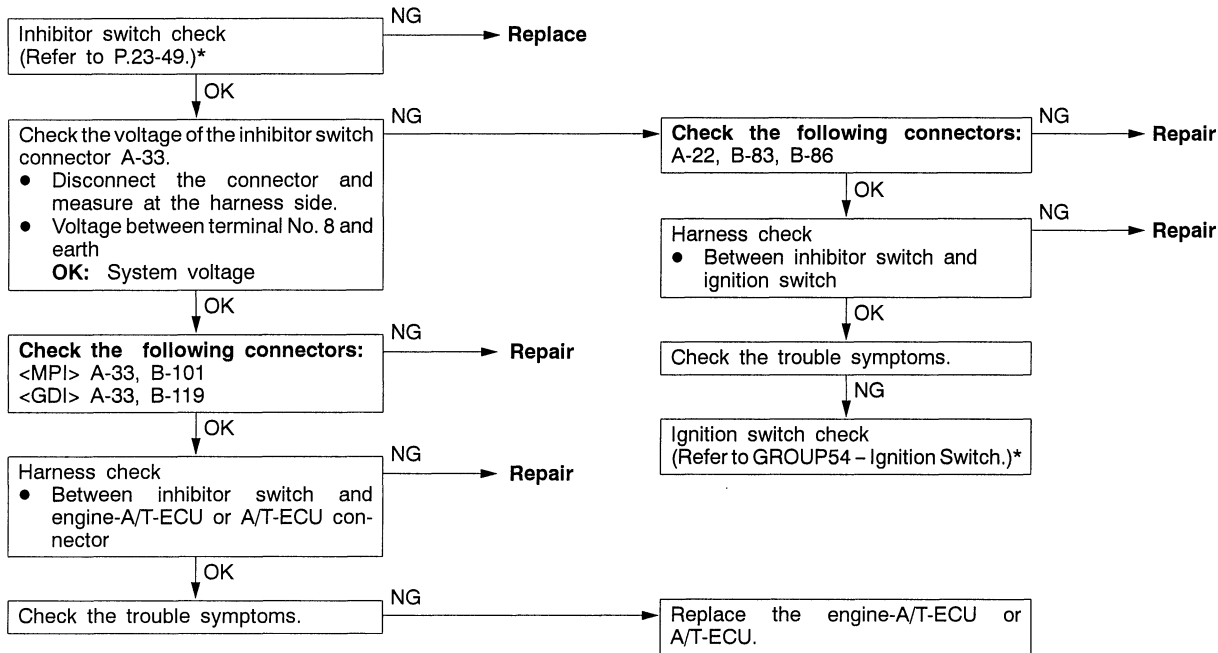 Inhibitor switch check
(Refer to P.23-49.)*
NG
Replace
OK
Check the voltage of the inhibitor switch
connector A-33.
● Disconnect the connector and
measure at the harness side.
● Voltage between terminal No. 8 and
earth
OK: System voltage
NG
Check the following connectors:
A-22, B-83, B-86
NG
Repair
OK
Harness check
● Between inhibitor switch and
ignition switch
NG
Repair
OK
Check the trouble symptoms.
NG
Ignition switch check
(Refer to GROUP54 – Ignition Switch.)*
OK
Check the following connectors:
<MPI> A-33, B-101
<GDI> A-33, B-119
NG
Repair
OK
Harness check
● Between inhibitor switch and
engine-A/T-ECU or A/T-ECU con-
nector
NG
Repair
OK
Check the trouble symptoms.
NG
Replace the engine-A/T-ECU or
A/T-ECU.